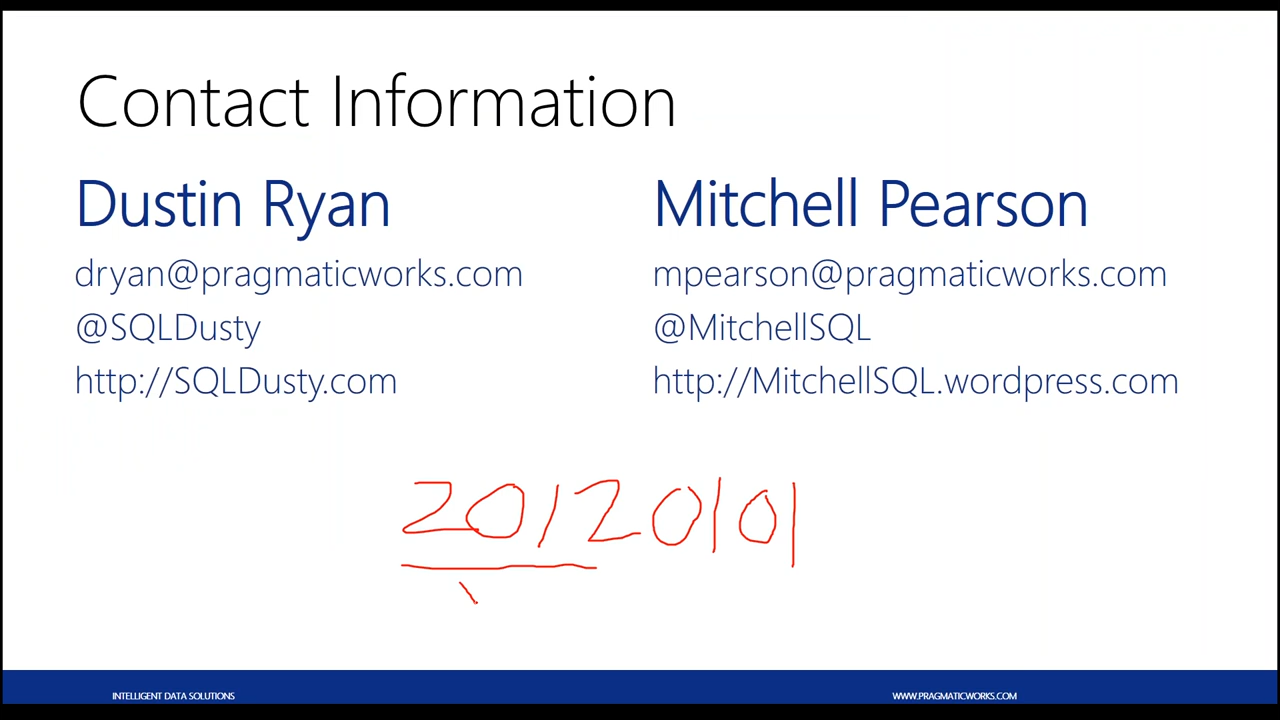 Contact Information
Dustin Ryan
dryan@pragmaticworks.com
@SQLDusty
http://SQLDusty.com
Mitchell Pearson
mpearson@pragmaticworks.com
@MitchellSQL
http://MitchellSQL.wordpress.com
20120101
INTELLIGENT DATA SOLUTIONS
WWW.PRAGMATICWORKS.COM